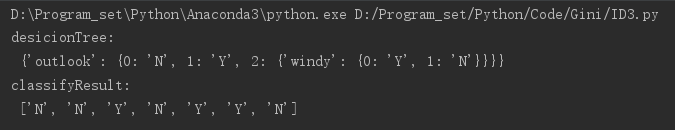 D:\Program_set\Python\Anaconda3\python.exe D:/Program_set/Python/Code/Gini/ID3.py
desicionTree:
{'outlook': {0: 'N', 1: 'Y', 2: {'windy': {0: 'Y', 1: 'N'}}}}
classifyResult:
['N', 'N', 'Y', 'N', 'Y', 'Y', 'N']